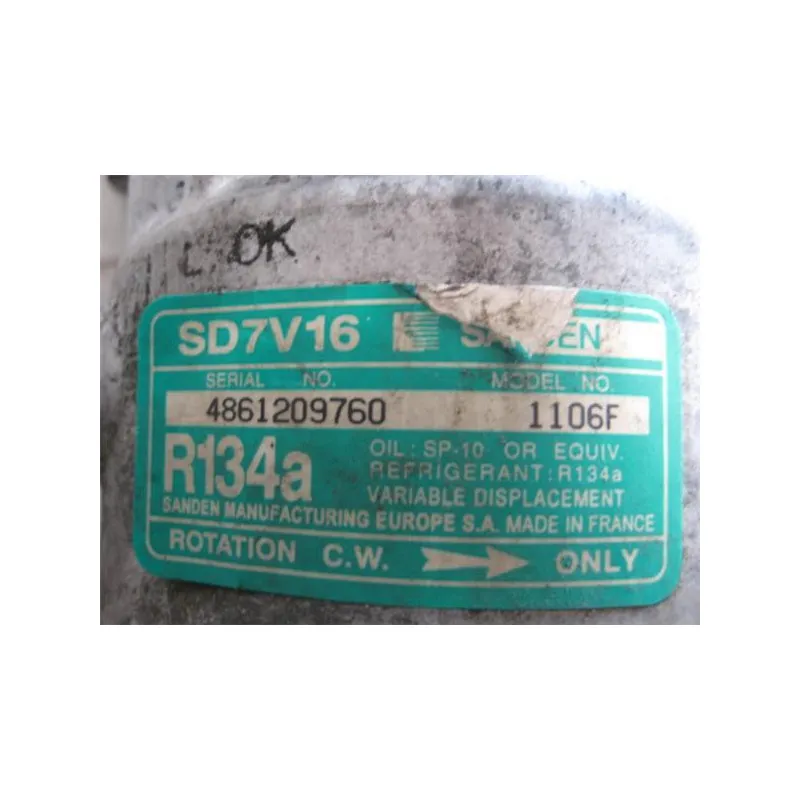 OK
SD7V16
SERIAL NO. MODEL NO.
4861209760 1106F
R134a
OIL: SP-10 OR EQUIV.
REFRIGERANT: R134a
VARIABLE DISPLACEMENT
SANDEN MANUFACTURING EUROPE S.A. MADE IN FRANCE
ROTATION C.W. ONLY